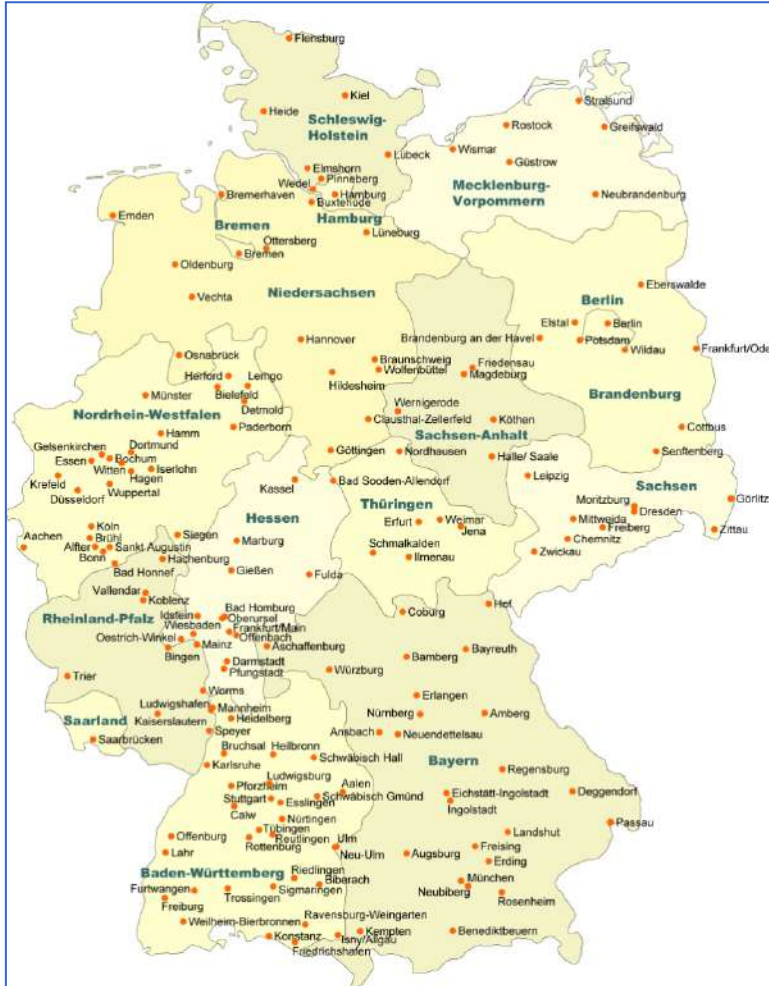 Flensburg
Kiel
Heide
Schleswig-
Holstein
Stralsund
Rostock
Greifswald
Lübeck
Wismar
Güstrow
Elmshorn
Pinneberg
Wedel
Hamburg
Buxtehude
Mecklenburg-
Vorpommern
Neubrandenburg
Bremerhaven
Emden
Bremen
Hamburg
Lüneburg
Ottersberg
Bremen
Oldenburg
Vechta
Niedersachsen
Eberswalde
Berlin
Elstal
Berlin
Hannover
Brandenburg an der Havel
Potsdam
Wildau
Frankfurt/Ode
Osnabrück
Braunschweig
Wolfenbüttel
Friedensau
Magdeburg
Herford
Lemgo
Hildesheim
Münster
Bielefeld
Detmold
Brandenburg
Nordrhein-Westfalen
Wernigerode
Clausthal-Zellerfeld
Köthen
Paderborn
Cottbus
Hamm
Sachsen-Anhalt
Dortmund
Gelsenkirchen
Bochum
Essen
Witten
Iserlohn
Hagen
Göttingen
Nordhausen
Halle/ Saale
Senftenberg
Krefeld
Wuppertal
Düsseldorf
Kassel
Bad Sooden-Allendorf
Leipzig
Sachsen
Moritzburg
Görlitz
Thüringen
Dresden
Köln
Hessen
Erfurt
Weimar
Jena
Mittweida
Freiberg
Zittau
Brühl
Siegen
Aachen
Alfter
Sankt Augustin
Bonn
Marburg
Schmalkalden
Ilmenau
Chemnitz
Zwickau
Hachenburg
Bad Honnef
Gießen
Fulda
Vallendar
Koblenz
Hof
Coburg
Rheinland-Pfalz
Idstein
Bad Homburg
Oberursel
Wiesbaden
Frankfurt/Main
Oestrich-Winkel
Offenbach
Mainz
Aschaffenburg
Bingen
Bamberg
Bayreuth
Darmstadt
Pfungstadt
Würzburg
Trier
Worms
Erlangen
Ludwigshafen
Mannheim
Nürnberg
Amberg
Saarland
Kaiserslautern
Heidelberg
Speyer
Ansbach
Neuendettelsau
Saarbrücken
Bruchsal
Heilbronn
Schwäbisch Hall
Bayern
Karlsruhe
Regensburg
Ludwigsburg
Pforzheim
Aalen
Stuttgart
Schwäbisch Gmünd
Eichstätt-Ingolstadt
Deggendorf
Esslingen
Ingolstadt
Calw
Nürtingen
Passau
Tübingen
Offenburg
Reutlingen
Rottenburg
Ulm
Landshut
Freising
Lahr
Neu-Ulm
Augsburg
Erding
Baden-Württemberg
Riedlingen
Biberach
München
Furtwangen
Sigmaringen
Neubiberg
Trossingen
Rosenheim
Freiburg
Weilheim-Bierbronnen
Ravensburg-Weingarten
Konstanz
Isny/Allgäu
Kempten
Benediktbeuern
Friedrichshafen